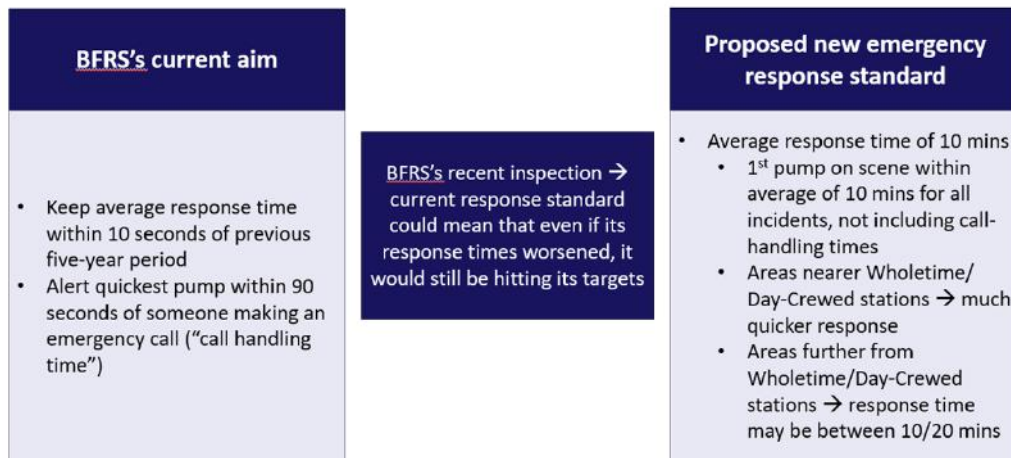 BFRS's current aim
• Keep average response time
within 10 seconds of previous
five-year period
• Alert quickest pump within 90
seconds of someone making an
emergency call (“call handling
time”)
BFRS's recent inspection →
current response standard
could mean that even if its
response times worsened, it
would still be hitting its targets
Proposed new emergency
response standard
• Average response time of 10 mins
• 1st pump on scene within
average of 10 mins for all
incidents, not including call-
handling times
• Areas nearer Wholetime/
Day-Crewed stations → much
quicker response
• Areas further from
Wholetime/Day-Crewed
stations → response time
may be between 10/20 mins